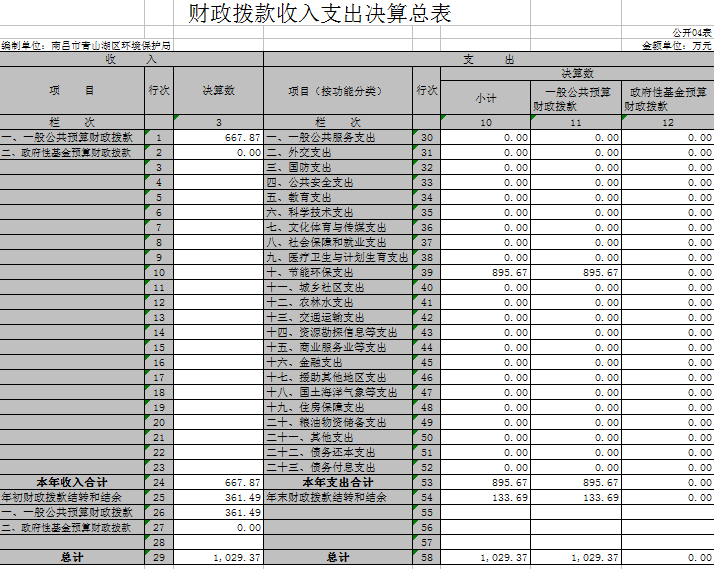 财政拨款收入支出决算总表
公开04表
编制单位：南昌市青山湖区环境保护局 金额单位：万元
收 入 支 出
项 目 行次 决算数 项目（按功能分类） 行次 决算数
小计 一般公共预算财政拨款 政府性基金预算财政拨款
栏 次 3 栏 次 10 11 12
一、一般公共预算财政拨款 1 667.87 一、一般公共服务支出 30 0.00 0.00 0.00
二、政府性基金预算财政拨款 2 0.00 二、外交支出 31 0.00 0.00 0.00
3 三、国防支出 32 0.00 0.00 0.00
4 四、公共安全支出 33 0.00 0.00 0.00
5 五、教育支出 34 0.00 0.00 0.00
6 六、科学技术支出 35 0.00 0.00 0.00
7 七、文化体育与传媒支出 36 0.00 0.00 0.00
8 八、社会保障和就业支出 37 0.00 0.00 0.00
9 九、医疗卫生与计划生育支出 38 0.00 0.00 0.00
10 十、节能环保支出 39 895.67 895.67 0.00
11 十一、城乡社区支出 40 0.00 0.00 0.00
12 十二、农林水支出 41 0.00 0.00 0.00
13 十三、交通运输支出 42 0.00 0.00 0.00
14 十四、资源勘探信息等支出 43 0.00 0.00 0.00
15 十五、商业服务业等支出 44 0.00 0.00 0.00
16 十六、金融支出 45 0.00 0.00 0.00
17 十七、援助其他地区支出 46 0.00 0.00 0.00
18 十八、国土海洋气象等支出 47 0.00 0.00 0.00
19 十九、住房保障支出 48 0.00 0.00 0.00
20 二十、粮油物资储备支出 49 0.00 0.00 0.00
21 二十一、其他支出 50 0.00 0.00 0.00
22 二十二、债务还本支出 51 0.00 0.00 0.00
23 二十三、债务付息支出 52 0.00 0.00 0.00
本年收入合计 24 667.87 本年支出合计 53 895.67 895.67 0.00
年初财政拨款结转和结余 25 361.49 年末财政拨款结转和结余 54 133.69 133.69 0.00
一、一般公共预算财政拨款 26 361.49 55
二、政府性基金预算财政拨款 27 0.00 56
28 57
总计 29 1,029.37 总计 58 1,029.37 1,029.37 0.00